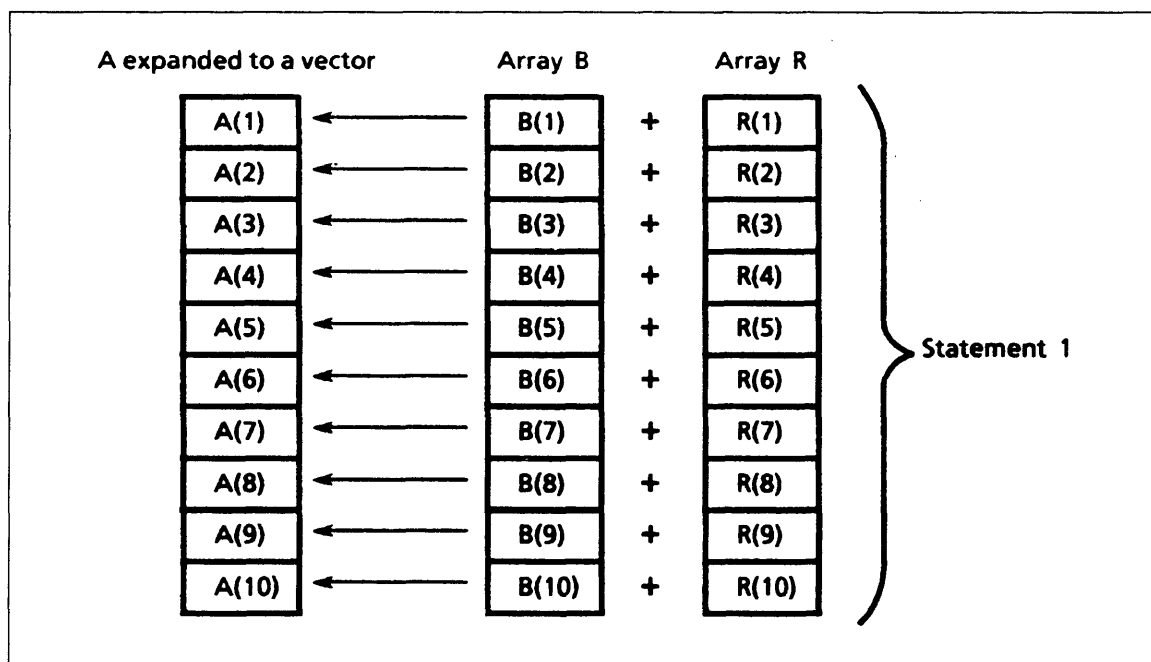 A expanded to a vector Array B Array R
A(1) B(1) + R(1)
A(2) B(2) + R(2)
A(3) B(3) + R(3)
A(4) B(4) + R(4)
A(5) B(5) + R(5)
Statement 1
A(6) B(6) + R(6)
A(7) B(7) + R(7)
A(8) B(8) + R(8)
A(9) B(9) + R(9)
A(10) B(10) + R(10)